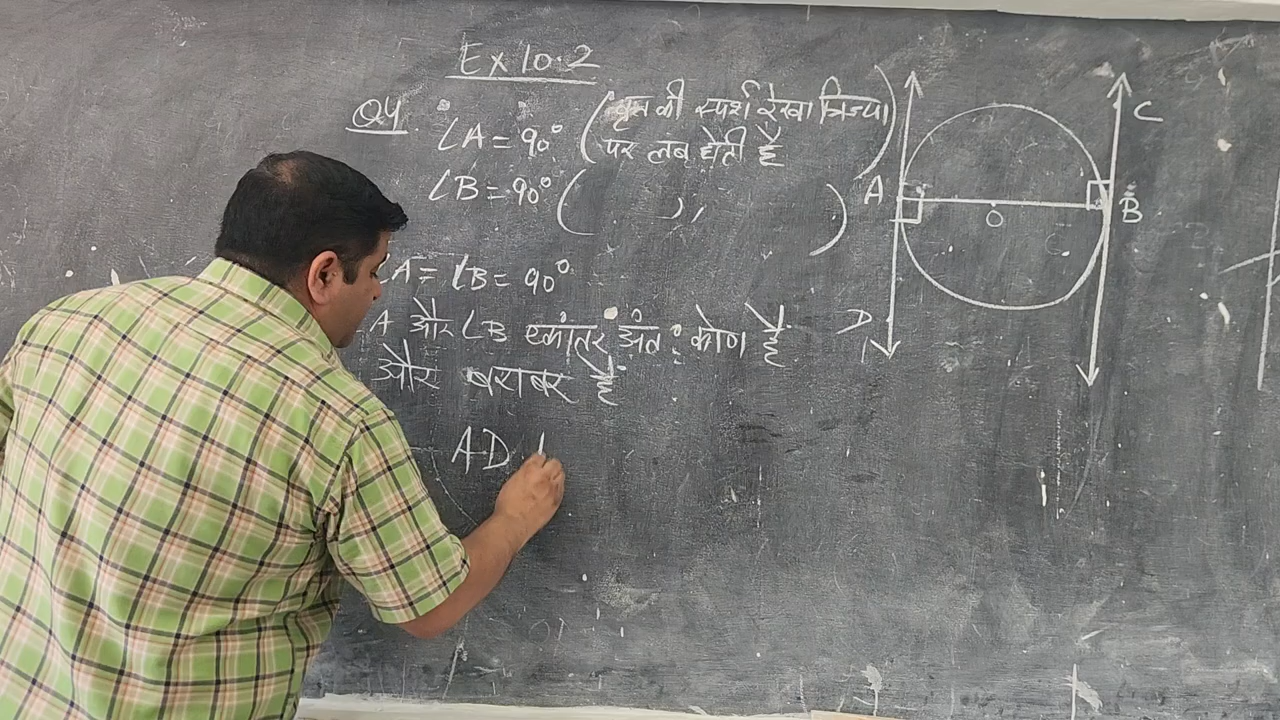 Ex 10.2
Q4. ∠A = 90° (वृत की स्पर्श रेखा त्रिज्या
पर लंब होती है)
∠B = 90° ( ,, )
A = ∠B = 90°
A और ∠B एकांतर अंत: कोण हैं
और बराबर हैं
AD |
A
O
B
C
D